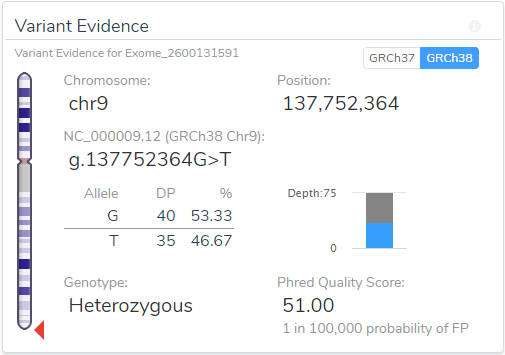 Variant Evidence
Variant Evidence for Exome_2600131591
GRCh37 GRCh38
Chromosome:
chr9
Position:
137,752,364
NC_000009.12 (GRCh38 Chr9):
g.137752364G>T
Allele DP %
G 40 53.33
T 35 46.67
Depth:75
0
Genotype:
Heterozygous
Phred Quality Score:
51.00
1 in 100,000 probability of FP